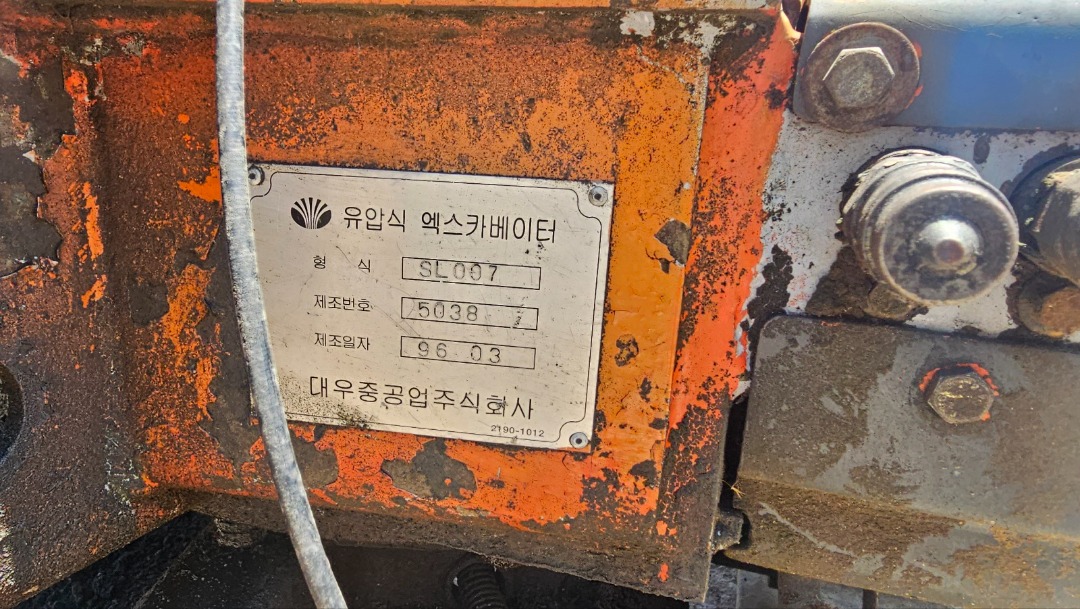 유압식 엑스카베이터
형 식 SL007
제조번호 5038
제조일자 96.03
대우중공업주식회사
2190-1012